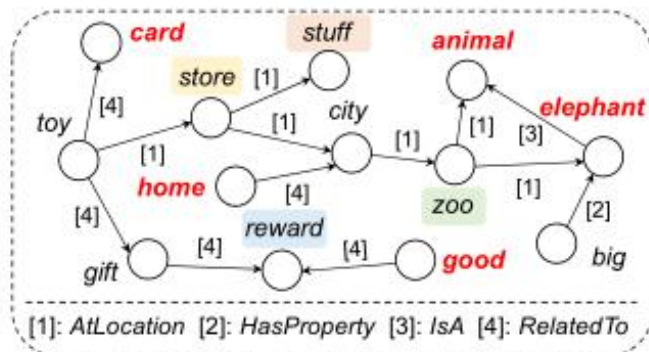 card
stuff
animal
store
[1]
elephant
[4]
city
toy
[1]
[1]
[1]
[3]
[1]
home
[4]
[1]
[4]
zoo
[2]
reward
[4]
[4]
good
gift
big
[1]: AtLocation [2]: HasProperty [3]: IsA [4]: RelatedTo